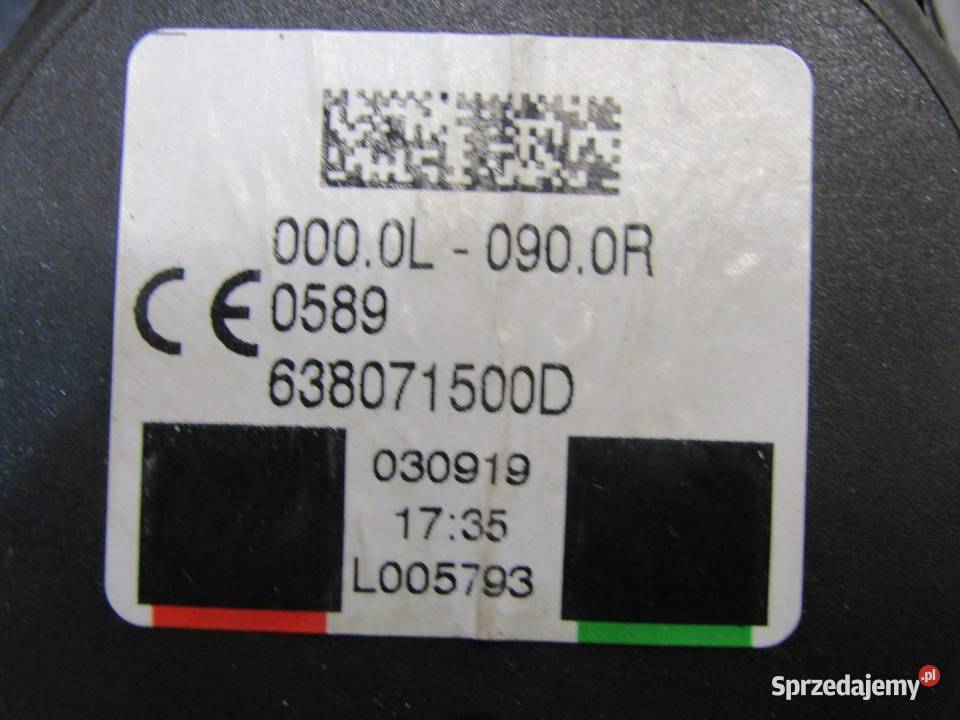 000.0L - 090.0R
CE 0589
638071500D
030919
17:35
L005793
Sprzedajemy.pl